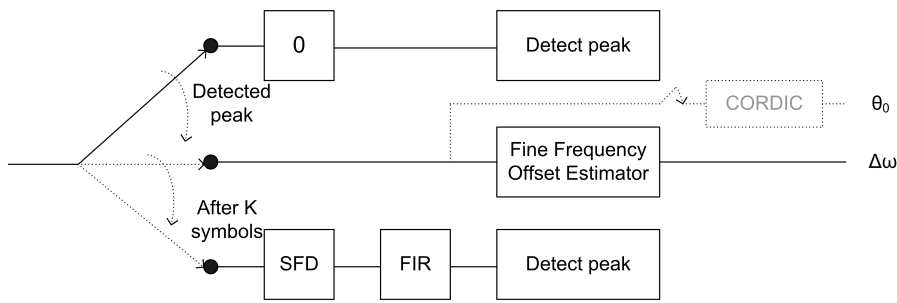 0
Detect peak
Detected
peak
CORDIC
θ0
Fine Frequency
Offset Estimator
Δω
After K
symbols
SFD
FIR
Detect peak